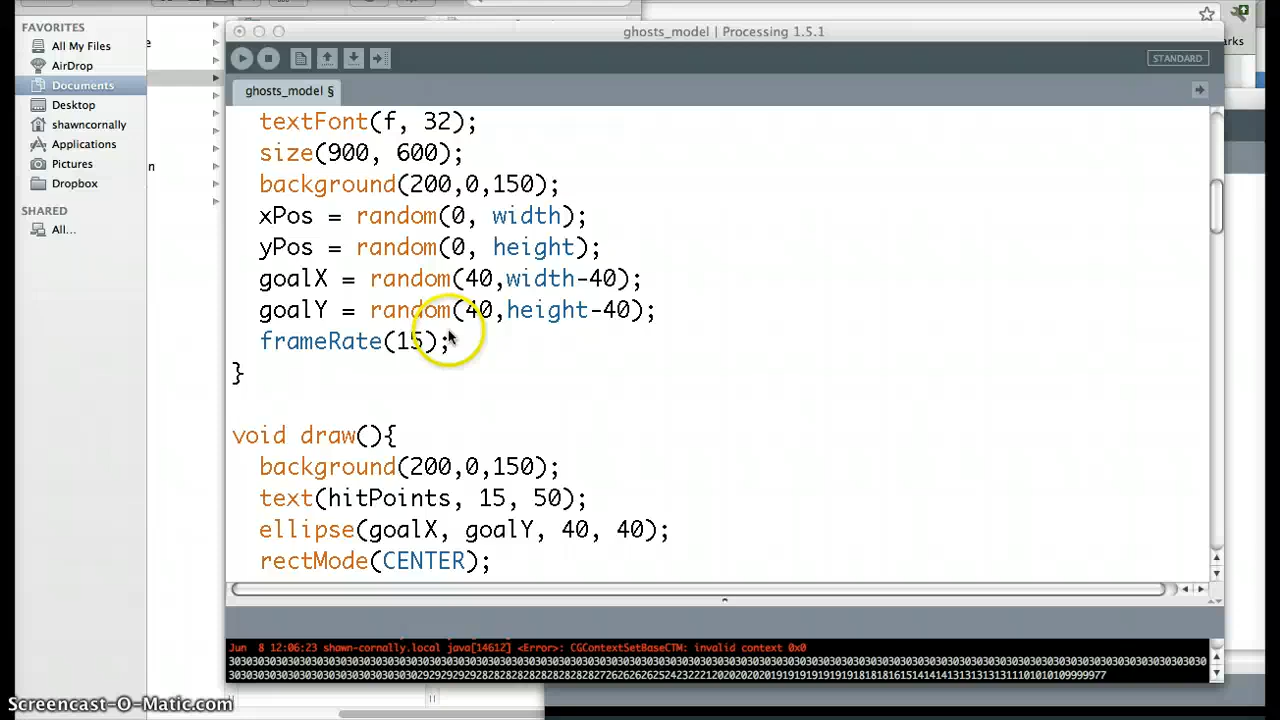 FAVORITES
All My Files
AirDrop
Documents
Desktop
shawncornally
Applications
Pictures
Dropbox
SHARED
All...
ghosts_model | Processing 1.5.1
STANDARD
ghosts_model §
textFont(f, 32);
size(900, 600);
background(200,0,150);
xPos = random(0, width);
yPos = random(0, height);
goalX = random(40,width-40);
goalY = random(40,height-40);
frameRate(15);
}
void draw(){
background(200,0,150);
text(hitPoints, 15, 50);
ellipse(goalX, goalY, 40, 40);
rectMode(CENTER);
Jun 8 12:06:23 shawn-cornally.local java[14612] <Error>: CGContextSetBaseCTM: invalid context 0x0
Screencast-O-Matic.com